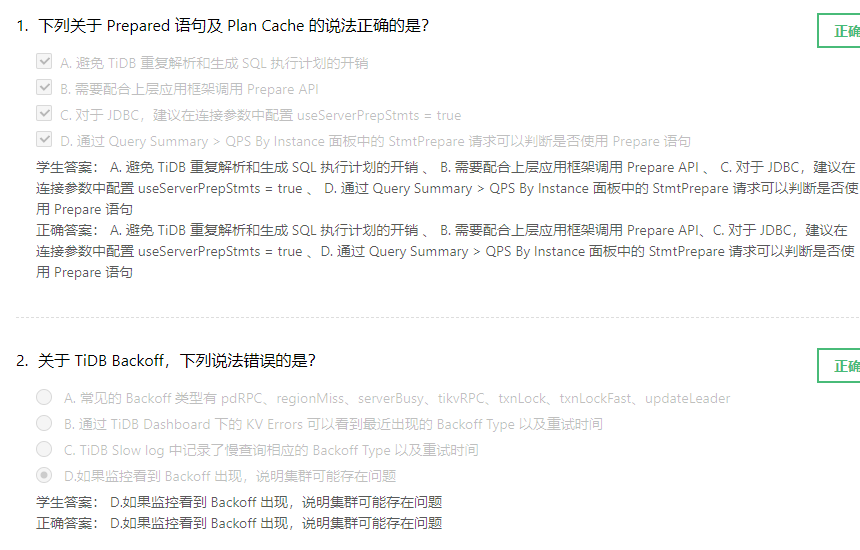 1. 下列关于 Prepared 语句及 Plan Cache 的说法正确的是?
正确
A. 避免 TiDB 重复解析和生成 SQL 执行计划的开销
B. 需要配合上层应用框架调用 Prepare API
C. 对于 JDBC，建议在连接参数中配置 useServerPrepStmts = true
D. 通过 Query Summary > QPS By Instance 面板中的 StmtPrepare 请求可以判断是否使用 Prepare 语句
学生答案： A. 避免 TiDB 重复解析和生成 SQL 执行计划的开销 、 B. 需要配合上层应用框架调用 Prepare API 、 C. 对于 JDBC，建议在
连接参数中配置 useServerPrepStmts = true 、 D. 通过 Query Summary > QPS By Instance 面板中的 StmtPrepare 请求可以判断是否使
用 Prepare 语句
正确答案： A. 避免 TiDB 重复解析和生成 SQL 执行计划的开销 、 B. 需要配合上层应用框架调用 Prepare API、C. 对于 JDBC，建议在
连接参数中配置 useServerPrepStmts = true 、D. 通过 Query Summary > QPS By Instance 面板中的 StmtPrepare 请求可以判断是否使
用 Prepare 语句
2. 关于 TiDB Backoff，下列说法错误的是?
正确
A. 常见的 Backoff 类型有 pdRPC、regionMiss、serverBusy、tikvRPC、txnLock、txnLockFast、updateLeader
B. 通过 TiDB Dashboard 下的 KV Errors 可以看到最近出现的 Backoff Type 以及重试时间
C. TiDB Slow log 中记录了慢查询相应的 Backoff Type 以及重试时间
D.如果监控看到 Backoff 出现，说明集群可能存在问题
学生答案： D.如果监控看到 Backoff 出现，说明集群可能存在问题
正确答案： D.如果监控看到 Backoff 出现，说明集群可能存在问题